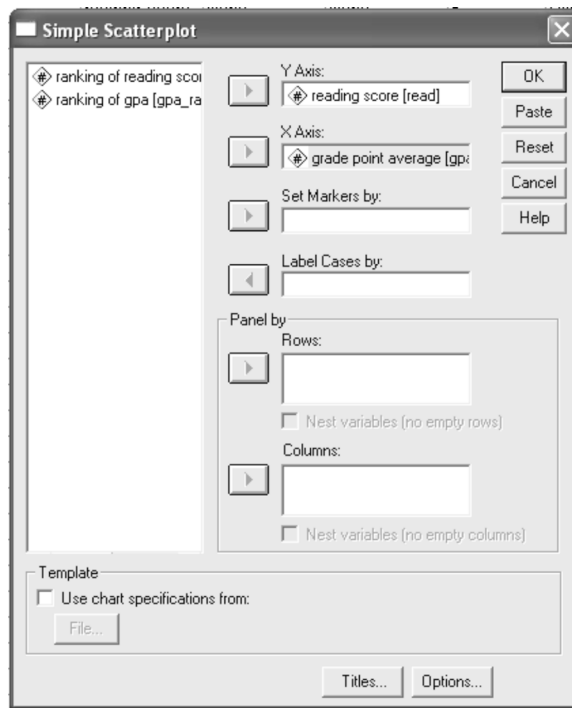 Simple Scatterplot
ranking of reading scor
ranking of gpa [gpa_ra
Y Axis:
reading score [read]
X Axis:
grade point average [gpa
Set Markers by:
Label Cases by:
Panel by
Rows:
Nest variables (no empty rows)
Columns:
Nest variables (no empty columns)
OK
Paste
Reset
Cancel
Help
Template
Use chart specifications from:
File...
Titles...
Options...